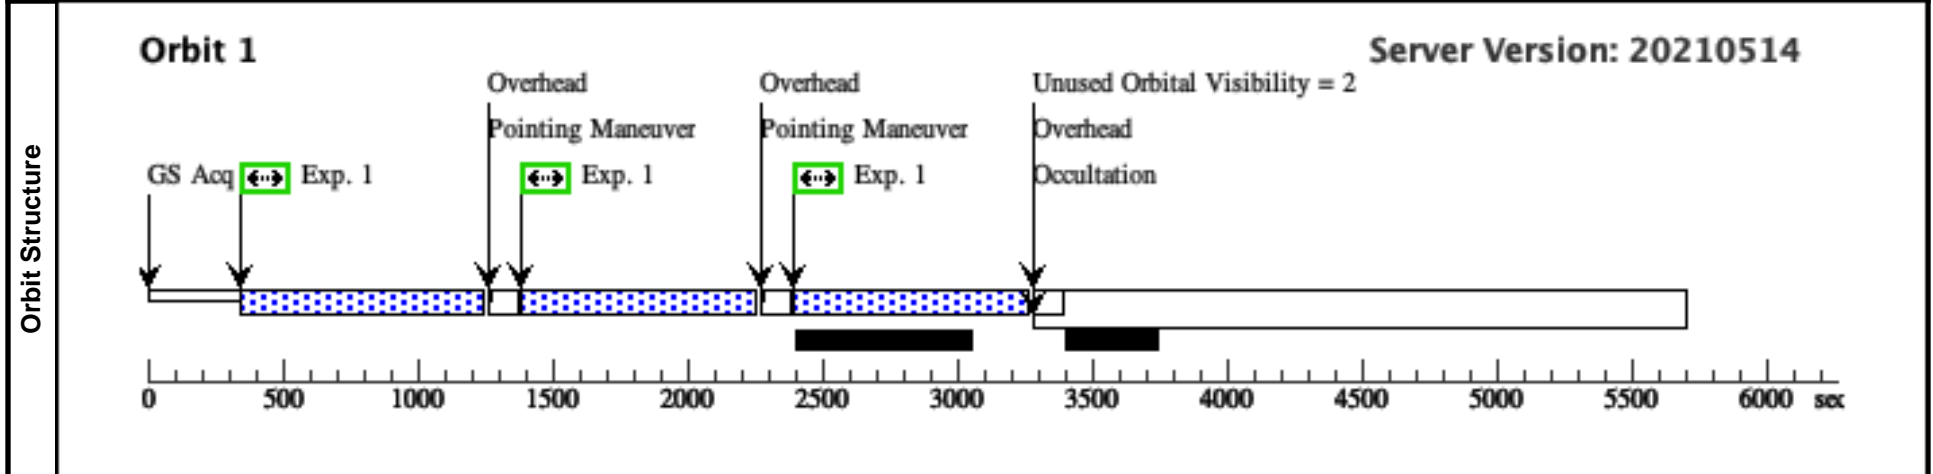 Orbit Structure
Orbit 1
Server Version: 20210514
Overhead
Overhead
Unused Orbital Visibility = 2
Pointing Maneuver
Pointing Maneuver
Overhead
GS Acq
Exp. 1
Exp. 1
Exp. 1
Occultation
0 500 1000 1500 2000 2500 3000 3500 4000 4500 5000 5500 6000 sec